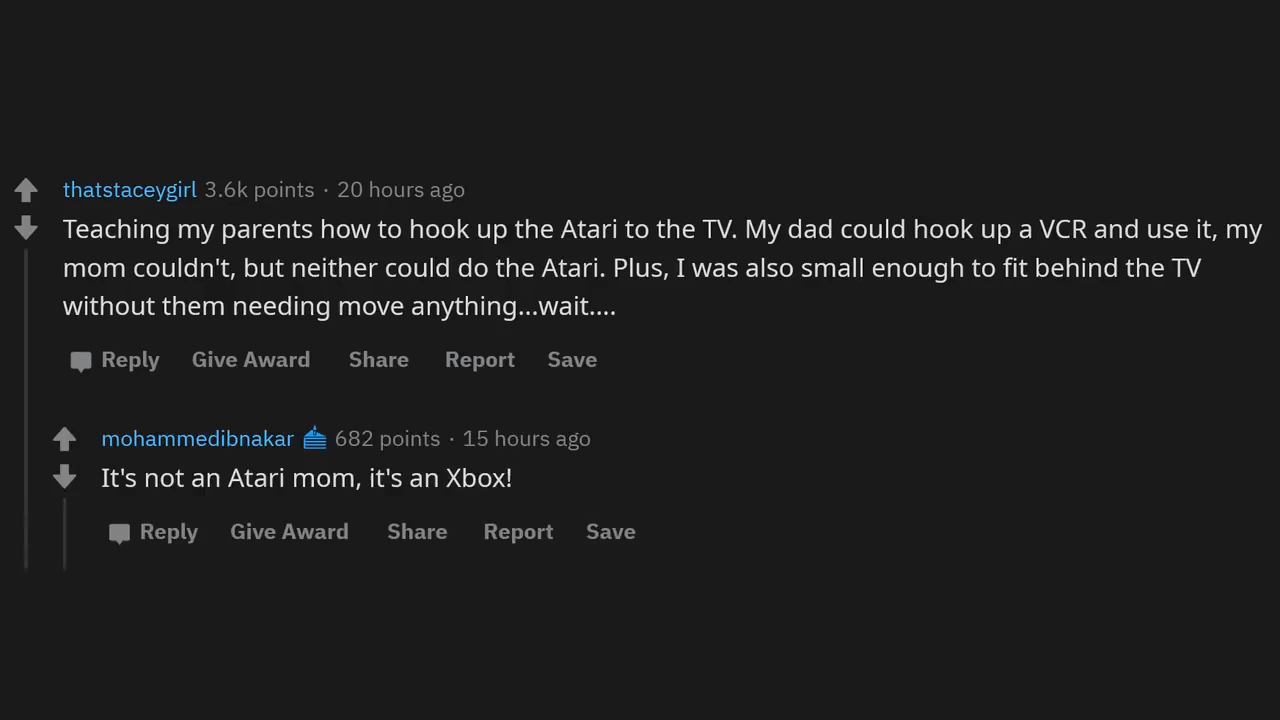 thatstaceygirl 3.6k points · 20 hours ago
Teaching my parents how to hook up the Atari to the TV. My dad could hook up a VCR and use it, my
mom couldn't, but neither could do the Atari. Plus, I was also small enough to fit behind the TV
without them needing move anything...wait....
Reply Give Award Share Report Save
mohammedibnakar 682 points · 15 hours ago
It's not an Atari mom, it's an Xbox!
Reply Give Award Share Report Save